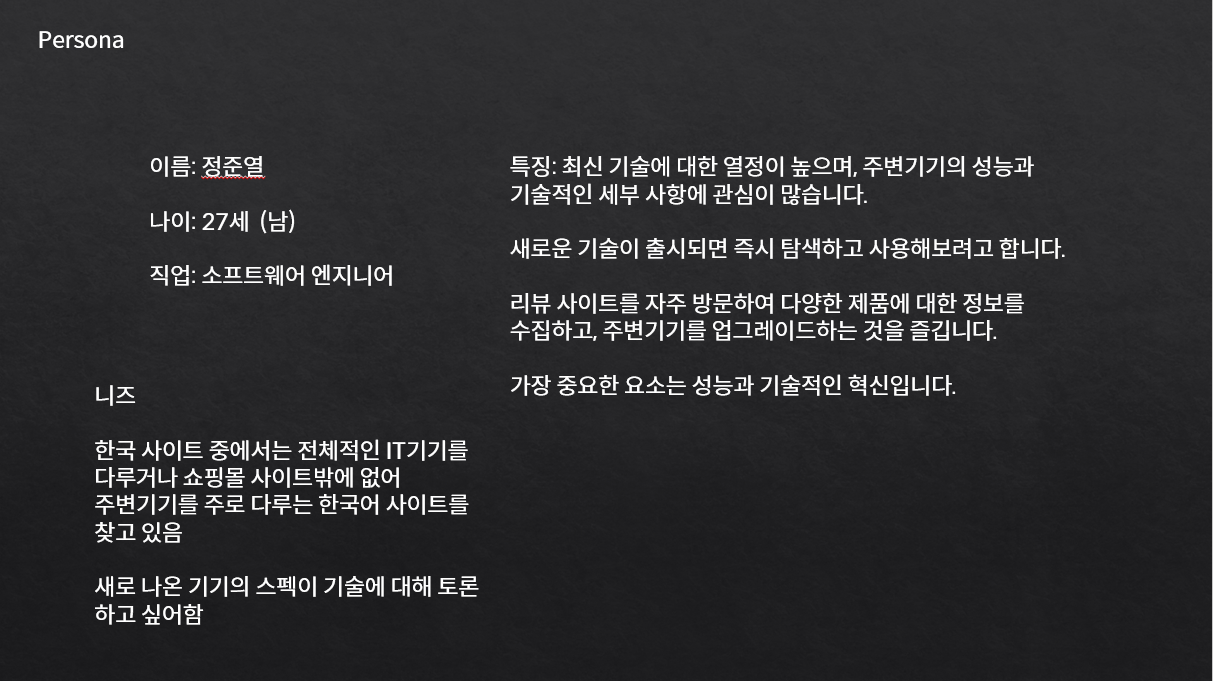 Persona
이름: 정준열
나이: 27세 (남)
직업: 소프트웨어 엔지니어
특징: 최신 기술에 대한 열정이 높으며, 주변기기의 성능과
기술적인 세부 사항에 관심이 많습니다.
새로운 기술이 출시되면 즉시 탐색하고 사용해보려고 합니다.
리뷰 사이트를 자주 방문하여 다양한 제품에 대한 정보를
수집하고, 주변기기를 업그레이드하는 것을 즐깁니다.
가장 중요한 요소는 성능과 기술적인 혁신입니다.
니즈
한국 사이트 중에서는 전체적인 IT기기를
다루거나 쇼핑몰 사이트밖에 없어
주변기기를 주로 다루는 한국어 사이트를
찾고 있음
새로 나온 기기의 스펙이 기술에 대해 토론
하고 싶어함